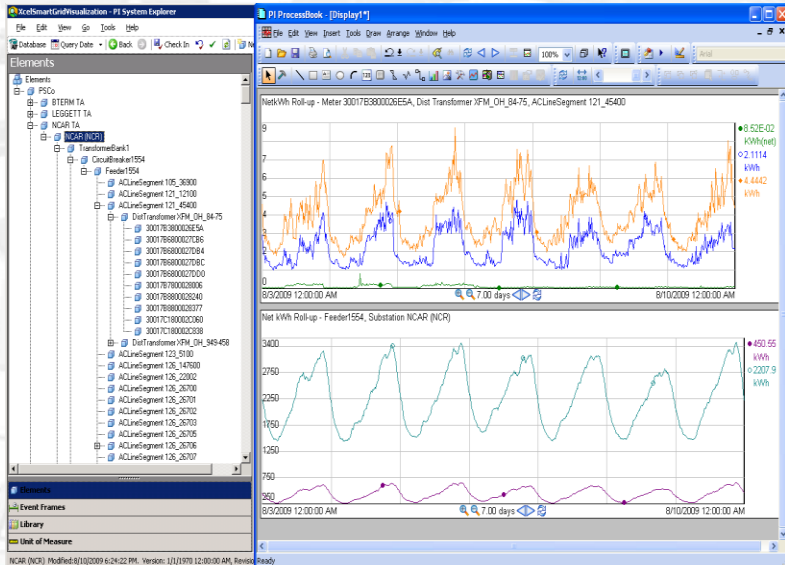 XcelSmartGridVisualization - PI System Explorer
File Edit View Go Tools Help
Database Query Date Back Check In
Elements
Elements
PSCo
BTERM TA
LEGGETT TA
NCAR TA
NCAR (NCR)
TransformerBank1
CircuitBreaker1554
Feeder1554
ACLineSegment 105_36900
ACLineSegment 121_12100
ACLineSegment 121_45400
DistTransformer XFM_OH_84-75
30017B3800026E5A
30017B6800027CB6
30017B6800027DB4
30017B6800027DBC
30017B6800027DD0
30017B7800028006
30017B8800028240
30017B8800028377
30017C180002C060
30017C180002C838
DistTransformer XFM_OH_949-458
ACLineSegment 123_5100
ACLineSegment 126_147600
ACLineSegment 126_22002
ACLineSegment 126_26700
ACLineSegment 126_26701
ACLineSegment 126_26702
ACLineSegment 126_26703
ACLineSegment 126_26705
ACLineSegment 126_26706
ACLineSegment 126_26707
Elements
Event Frames
Library
Unit of Measure
NCAR (NCR) Modified:8/10/2009 6:24:22 PM, Version: 1/1/1970 12:00:00 AM, Revisio
PI ProcessBook - [Display1*]
File Edit View Insert Tools Draw Arrange Window Help
100%
Arial
NetkWh Roll-up - Meter 30017B3800026E5A, Dist Transformer XFM_OH_84-75, ACLineSegment 121_45400
9
7
6
5
4
3
2
0
8.52E-02
KWh(net)
2.1114
kWh
4.4442
kWh
8/3/2009 12:00:00 AM 7.00 days 8/10/2009 12:00:00 AM
Net kWh Roll-up - Feeder1554, Substation NCAR (NCR)
3400
2750
2250
1750
1250
750
350
450.55
kWh
2207.9
kWh
8/3/2009 12:00:00 AM 7.00 days 8/10/2009 12:00:00 AM
Ready